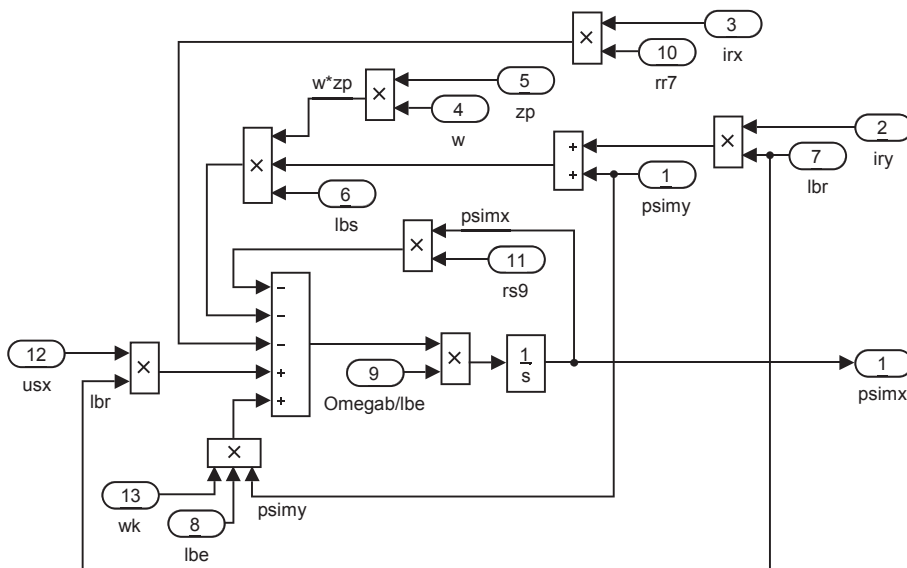 3
irx
×
10
rr7
5
zp
w*zp
×
4
w
2
iry
×
7
lbr
+
+
1
psimy
×
6
lbs
psimx
×
11
rs9
−
−
−
+
+
12
usx
×
lbr
9
Omegab/lbe
×
1
s
1
psimx
×
13
wk
8
lbe
psimy